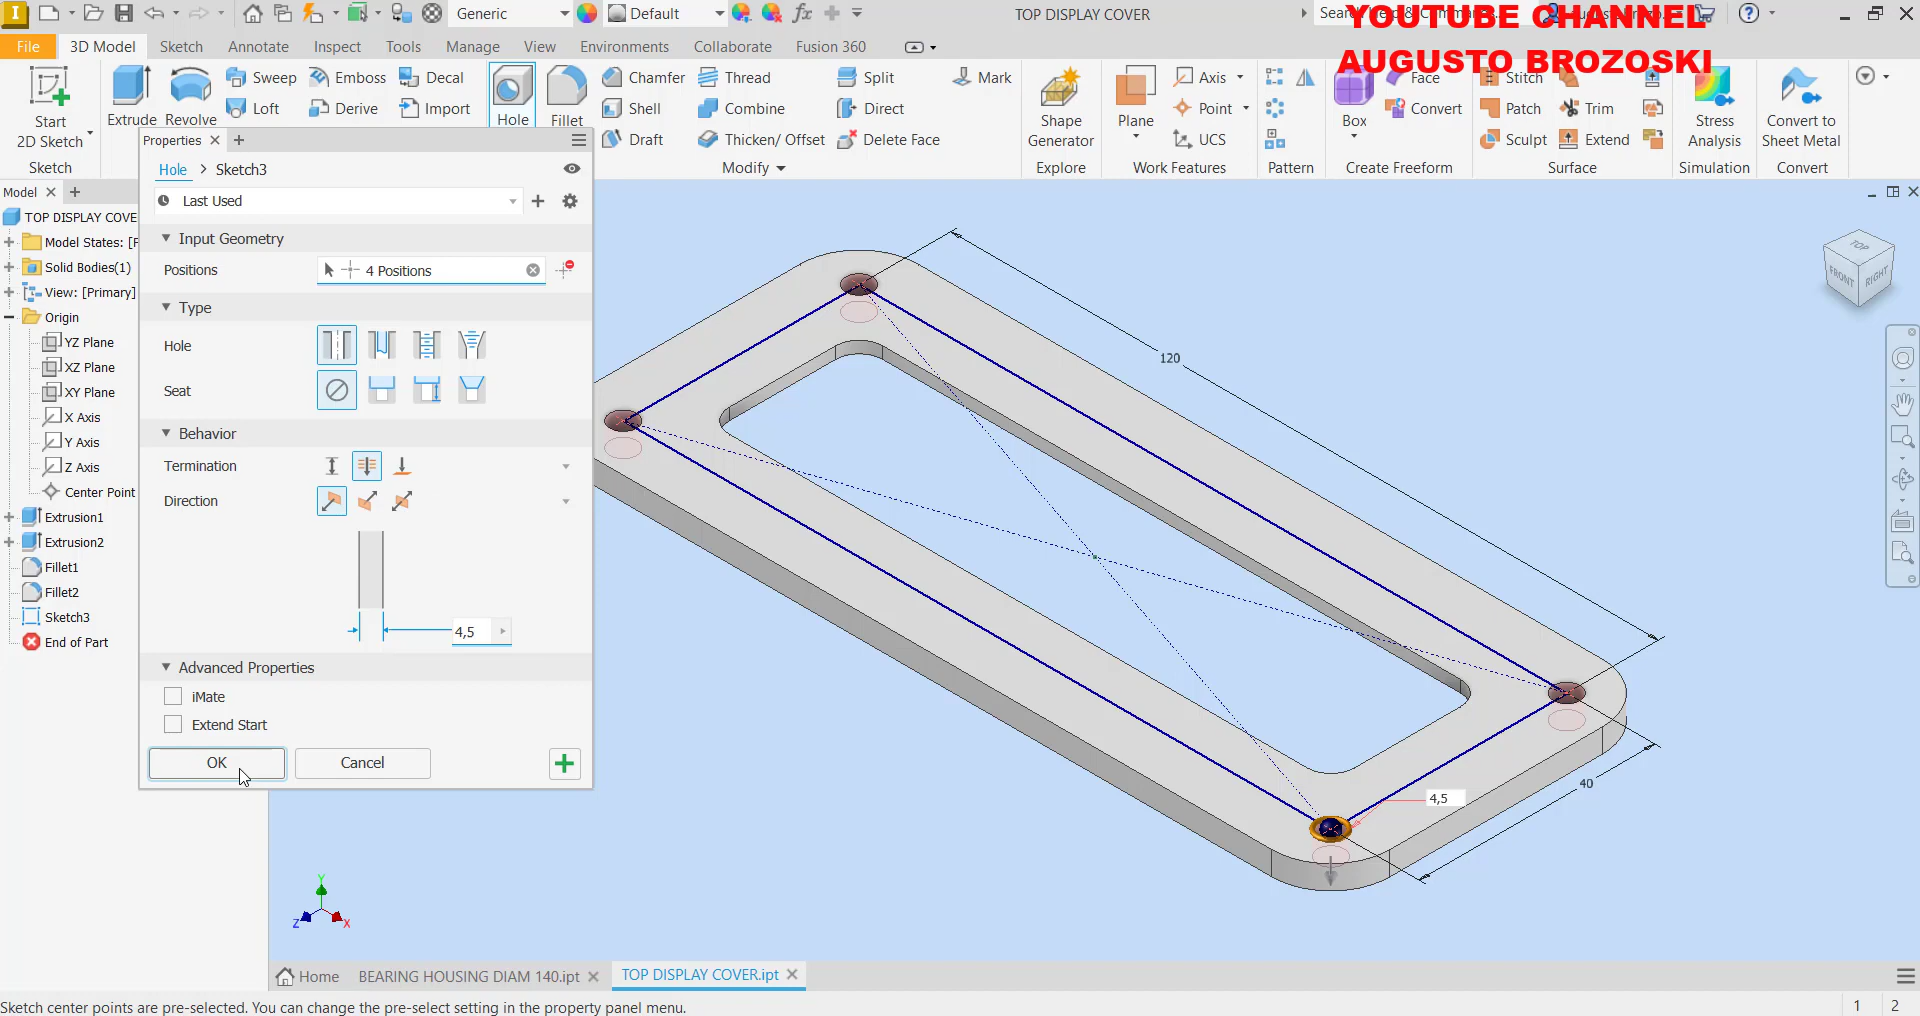 Generic
Default
fx
TOP DISPLAY COVER
YOUTUBE CHANNEL
AUGUSTO BROZOSKI
File
3D Model
Sketch
Annotate
Inspect
Tools
Manage
View
Environments
Collaborate
Fusion 360
Start
2D Sketch
Extrude
Revolve
Sweep
Emboss
Decal
Loft
Derive
Import
Hole
Fillet
Chamfer
Thread
Split
Shell
Combine
Direct
Draft
Thicken/ Offset
Delete Face
Mark
Shape
Generator
Plane
Axis
Point
UCS
Box
Face
Convert
Stitch
Patch
Trim
Sculpt
Extend
Stress
Analysis
Convert to
Sheet Metal
Sketch
Modify
Explore
Work Features
Pattern
Create Freeform
Surface
Simulation
Convert
Properties
Hole > Sketch3
Last Used
Input Geometry
Positions
4 Positions
Type
Hole
Seat
Behavior
Termination
Direction
4,5
Advanced Properties
iMate
Extend Start
OK
Cancel
Model
TOP DISPLAY COVE
Model States: [F
Solid Bodies(1)
View: [Primary]
Origin
YZ Plane
XZ Plane
XY Plane
X Axis
Y Axis
Z Axis
Center Point
Extrusion1
Extrusion2
Fillet1
Fillet2
Sketch3
End of Part
120
40
4,5
TOP
FRONT
RIGHT
Y
Z
X
Home
BEARING HOUSING DIAM 140.ipt
TOP DISPLAY COVER.ipt
Sketch center points are pre-selected. You can change the pre-select setting in the property panel menu.
1
2